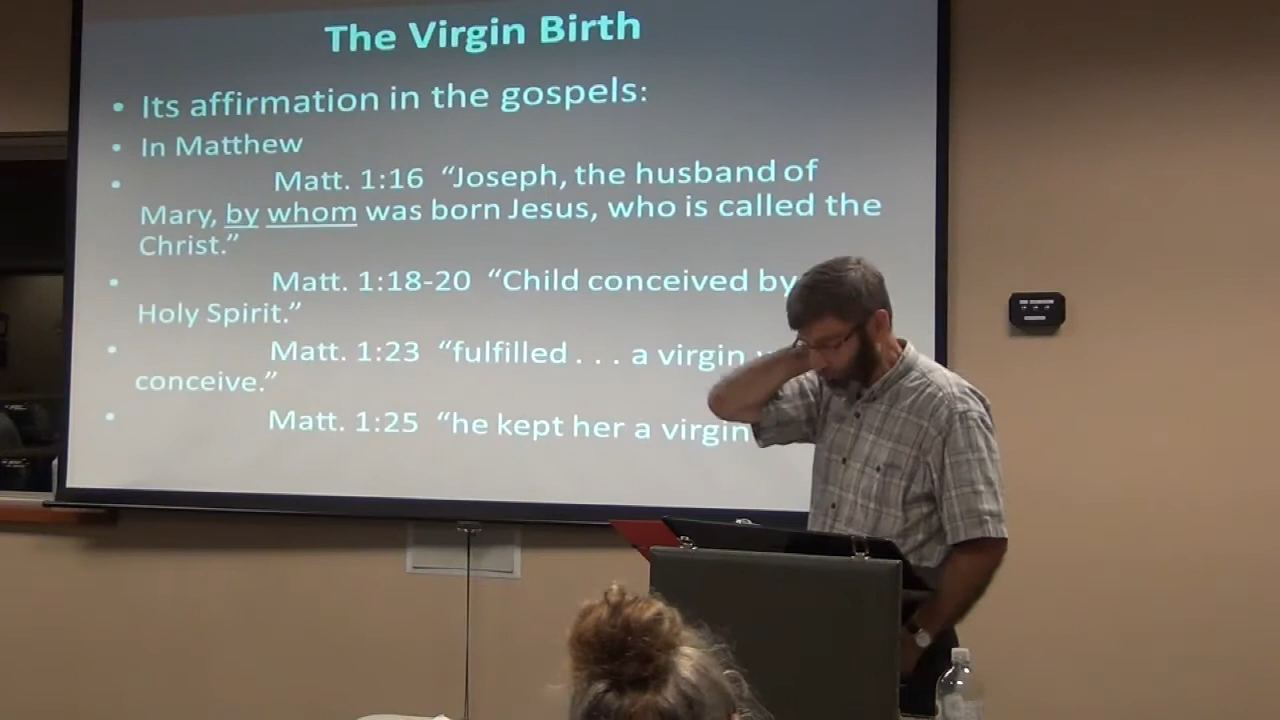 The Virgin Birth
• Its affirmation in the gospels:
• In Matthew
• Matt. 1:16 “Joseph, the husband of
Mary, by whom was born Jesus, who is called the
Christ.”
• Matt. 1:18-20 “Child conceived by
Holy Spirit.”
• Matt. 1:23 “fulfilled . . . a virgin
conceive.”
• Matt. 1:25 “he kept her a virgin